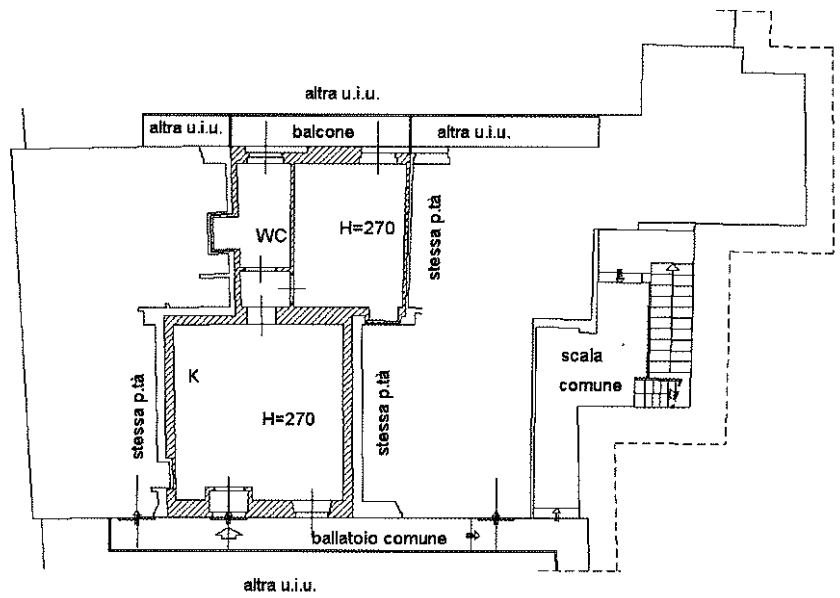 altra u.i.u.
altra u.i.u.
balcone
altra u.i.u.
WC
H=270
stessa p.tà
scala
comune
K
H=270
stessa p.tà
stessa p.tà
ballatoio comune
altra u.i.u.